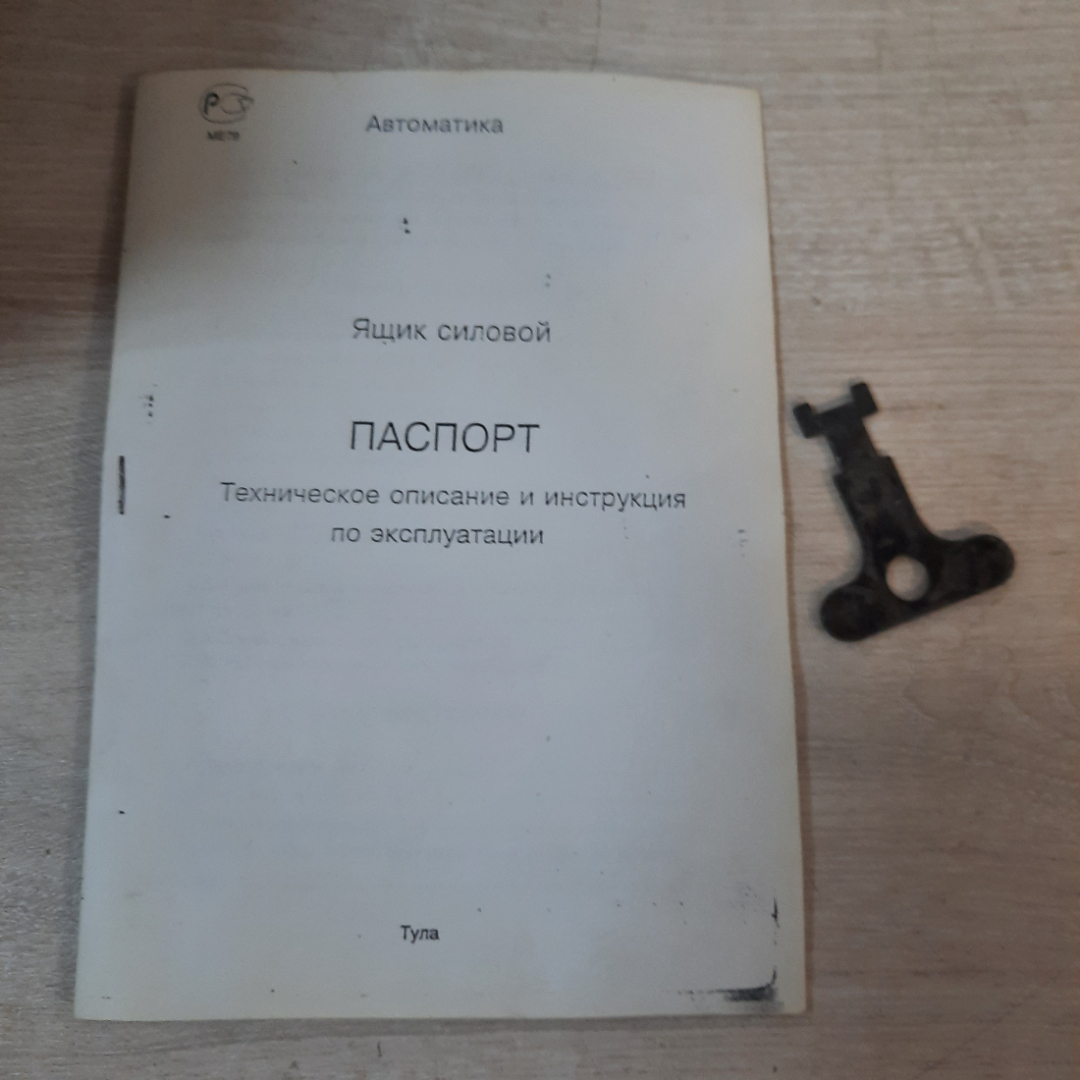 Автоматика
Ящик силовой
ПАСПОРТ
Техническое описание и инструкция
по эксплуатации
Тула